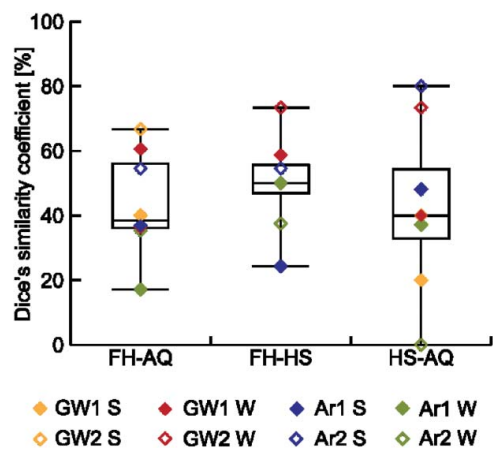 Dice's similarity coefficient [%]
100
80
60
40
20
0
FH-AQ FH-HS HS-AQ
GW1 S GW1 W Ar1 S Ar1 W
GW2 S GW2 W Ar2 S Ar2 W